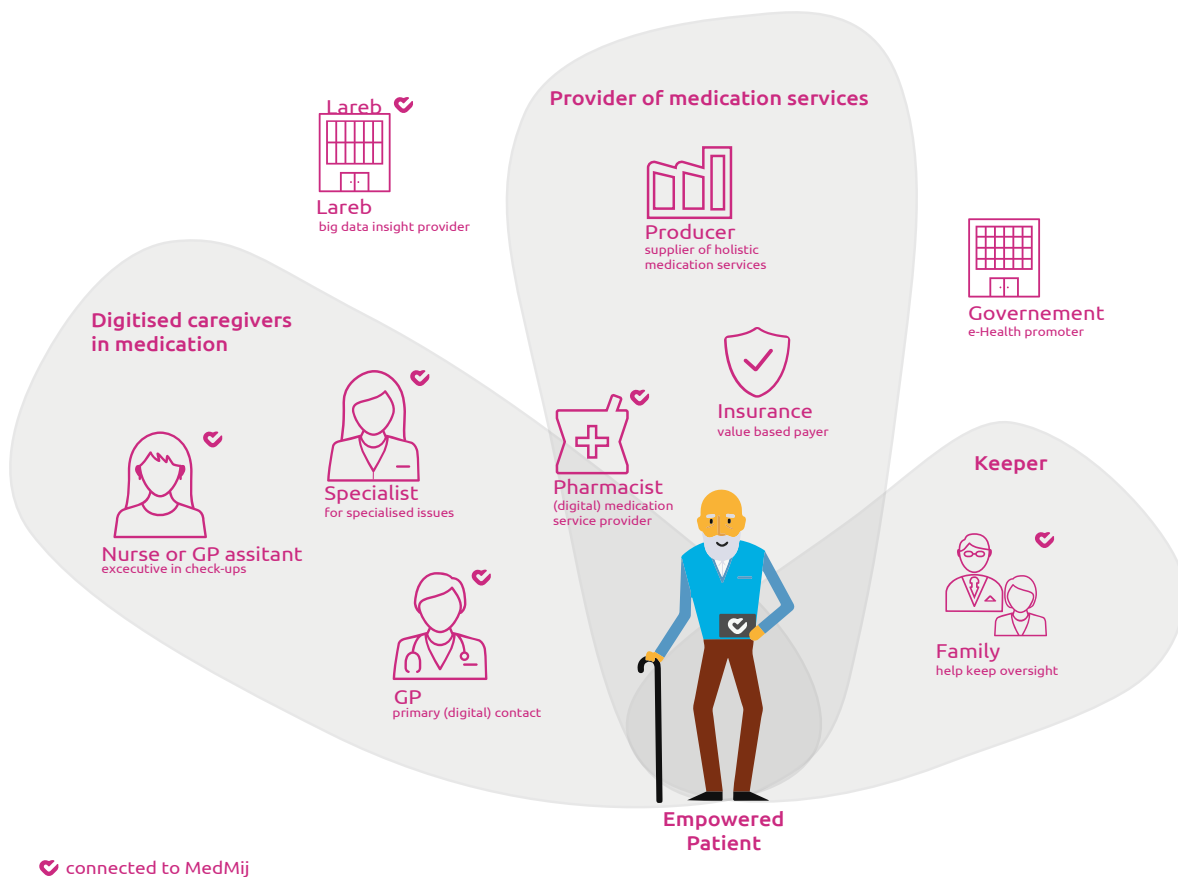 Provider of medication services
Lareb
Lareb
big data insight provider
Producer
supplier of holistic
medication services
Governement
e-Health promoter
Digitised caregivers
in medication
Insurance
value based payer
Keeper
Specialist
for specialised issues
Pharmacist
(digital) medication
service provider
Nurse or GP assitant
excecutive in check-ups
Family
help keep oversight
GP
primary (digital) contact
Empowered
Patient
connected to MedMij